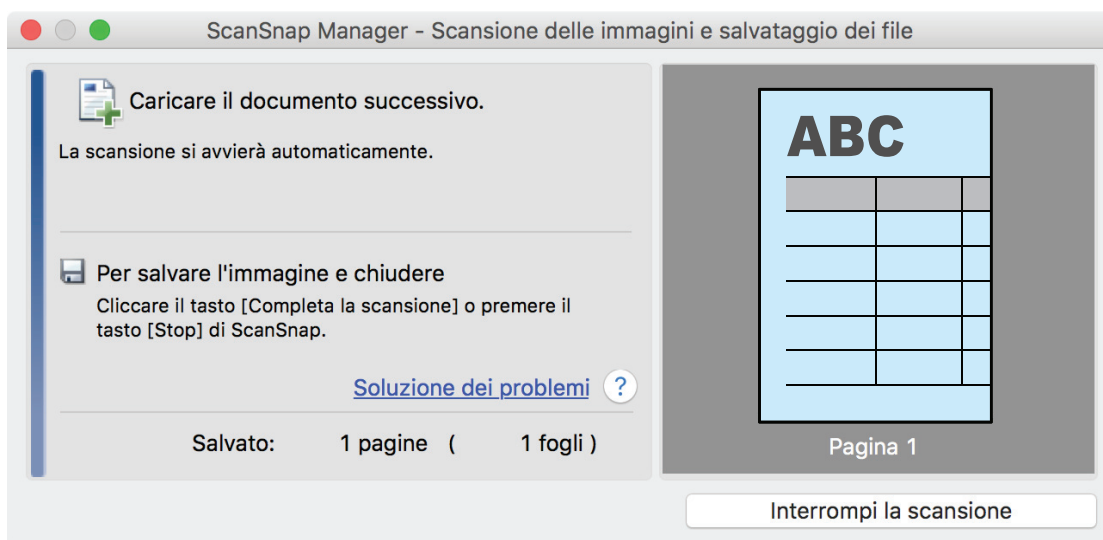 ScanSnap Manager - Scansione delle immagini e salvataggio dei file
Caricare il documento successivo.
La scansione si avvierà automaticamente.
Per salvare l'immagine e chiudere
Cliccare il tasto [Completa la scansione] o premere il
tasto [Stop] di ScanSnap.
Soluzione dei problemi ?
Salvato: 1 pagine ( 1 fogli )
ABC
Pagina 1
Interrompi la scansione